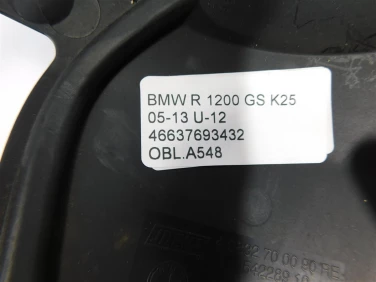 BMW R 1200 GS K25
05-13 U-12
46637693432
OBL.A548